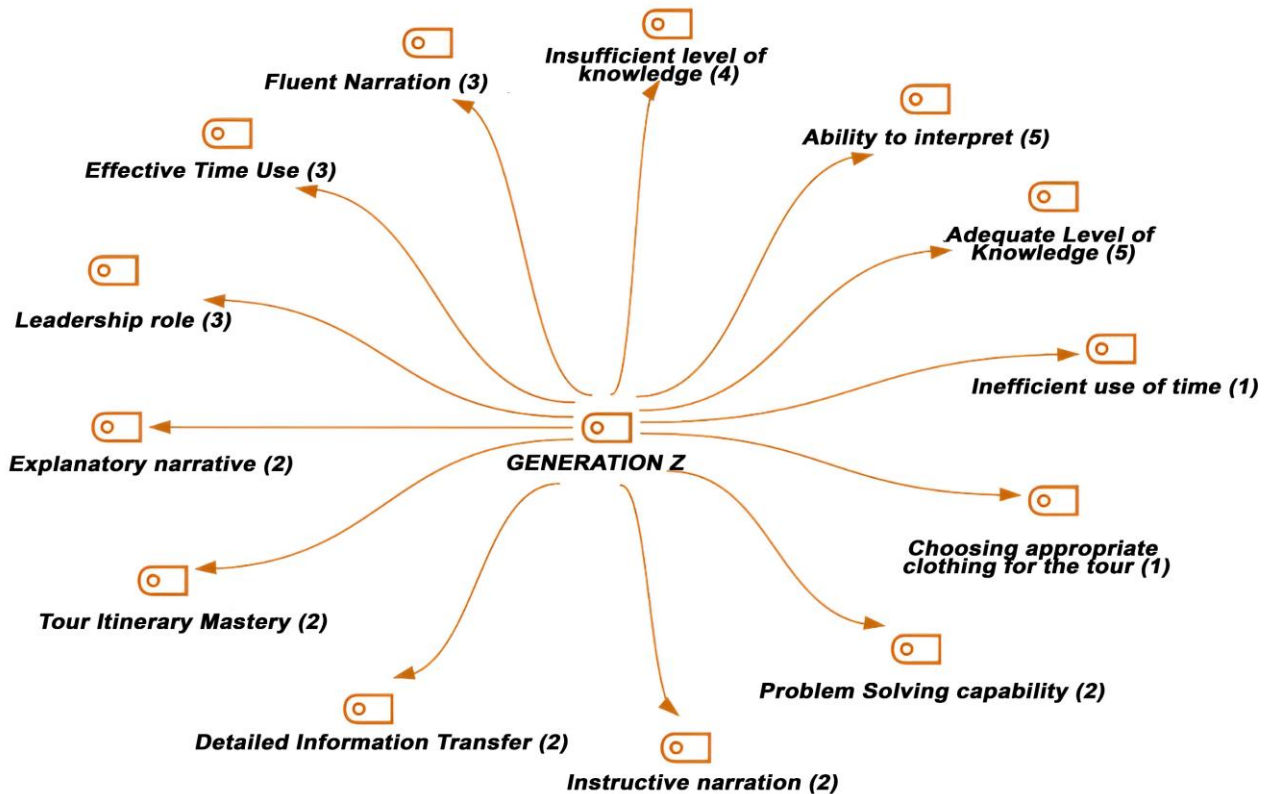 Insufficient level of
knowledge (4)
Fluent Narration (3)
Ability to interpret (5)
Effective Time Use (3)
Adequate Level of
Knowledge (5)
Leadership role (3)
Inefficient use of time (1)
Explanatory narrative (2)
GENERATION Z
Choosing appropriate
clothing for the tour (1)
Tour Itinerary Mastery (2)
Problem Solving capability (2)
Detailed Information Transfer (2)
Instructive narration (2)